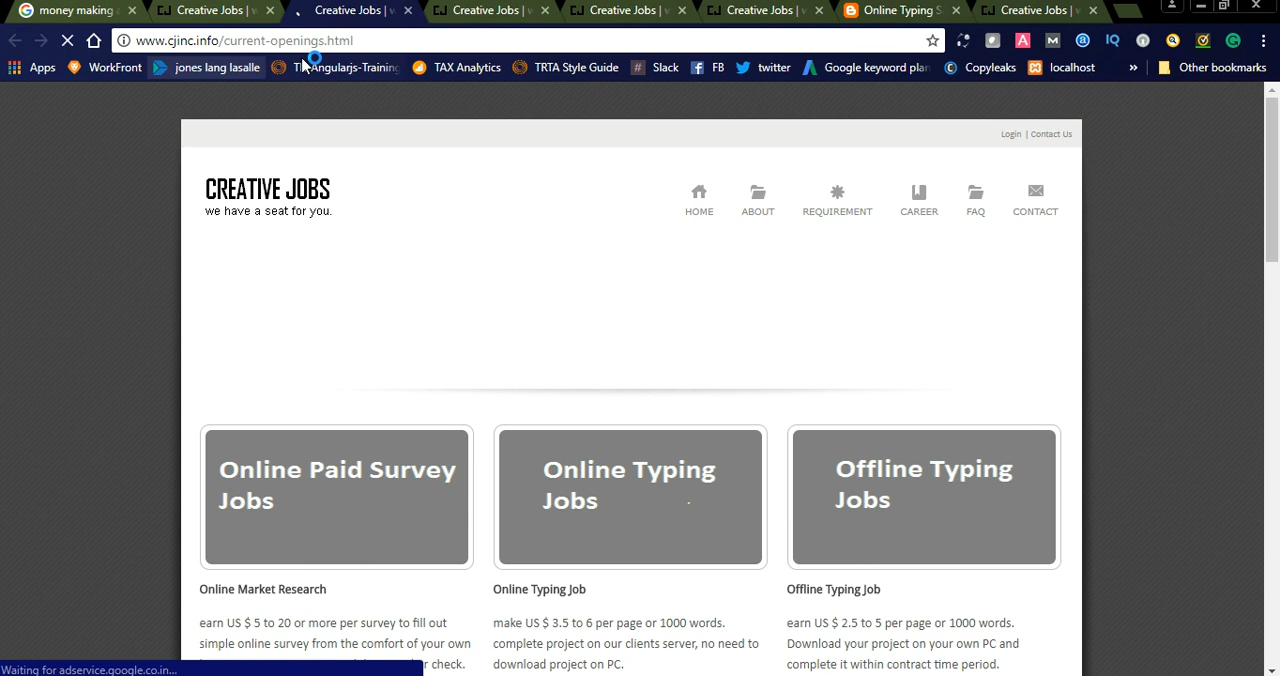 money making
Creative Jobs | w
Creative Jobs | w
Creative Jobs | w
Creative Jobs | w
Creative Jobs | w
Online Typing S
Creative Jobs | w
www.cjinc.info/current-openings.html
Apps
WorkFront
jones lang lasalle
Angularjs-Training
TAX Analytics
TRTA Style Guide
Slack
FB
twitter
Google keyword plan
Copyleaks
localhost
»
Other bookmarks
Login | Contact Us
CREATIVE JOBS
we have a seat for you.
HOME
ABOUT
REQUIREMENT
CAREER
FAQ
CONTACT
Online Paid Survey
Jobs
Online Typing
Jobs
Offline Typing
Jobs
Online Market Research
earn US $ 5 to 20 or more per survey to fill out
simple online survey from the comfort of your own
r check.
Online Typing Job
make US $ 3.5 to 6 per page or 1000 words.
complete project on our clients server, no need to
download project on PC.
Offline Typing Job
earn US $ 2.5 to 5 per page or 1000 words.
Download your project on your own PC and
complete it within contract time period.
Waiting for adservice.google.co.in...